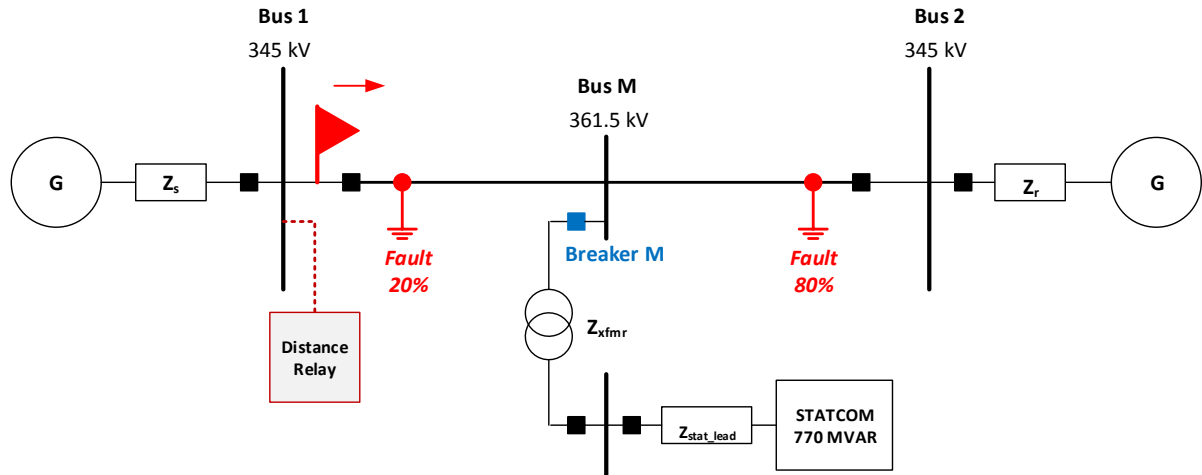 Bus 1
345 kV
Bus 2
345 kV
Bus M
361.5 kV
G
Zs
Zr
G
Breaker M
Fault
20%
Fault
80%
Zxfmr
Distance
Relay
Zstat_lead
STATCOM
770 MVAR